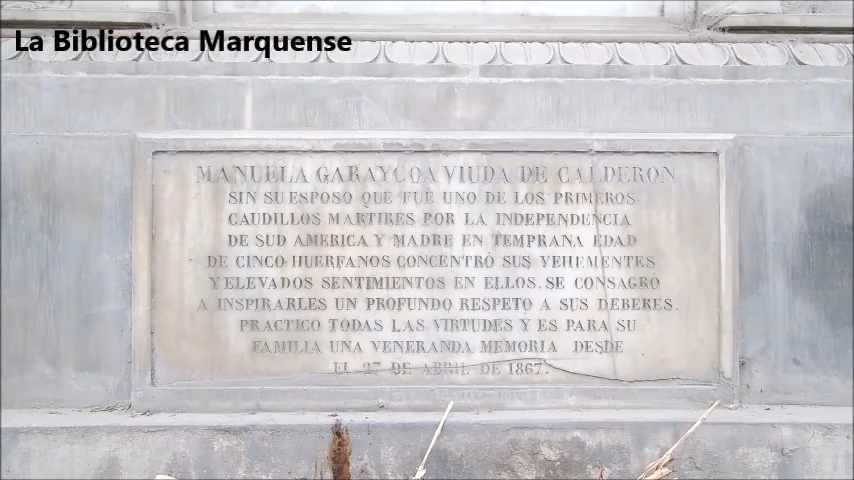 La Biblioteca Marquense
MANUELA GARAYCOA VIUDA DE CALDERON
SIN SU ESPOSO QUE FUÉ UNO DE LOS PRIMEROS
CAUDILLOS MARTIRES POR LA INDEPENDENCIA
DE SUD AMERICA Y MADRE EN TEMPRANA EDAD
DE CINCO HUERFANOS CONCENTRÓ SUS VEHEMENTES
Y ELEVADOS SENTIMIENTOS EN ELLOS. SE CONSAGRÓ
A INSPIRARLES UN PROFUNDO RESPETO A SUS DEBERES.
PRACTICO TODAS LAS VIRTUDES Y ES PARA SU
FAMILIA UNA VENERANDA MEMORIA DESDE
EL 27 DE ABRIL DE 1867.